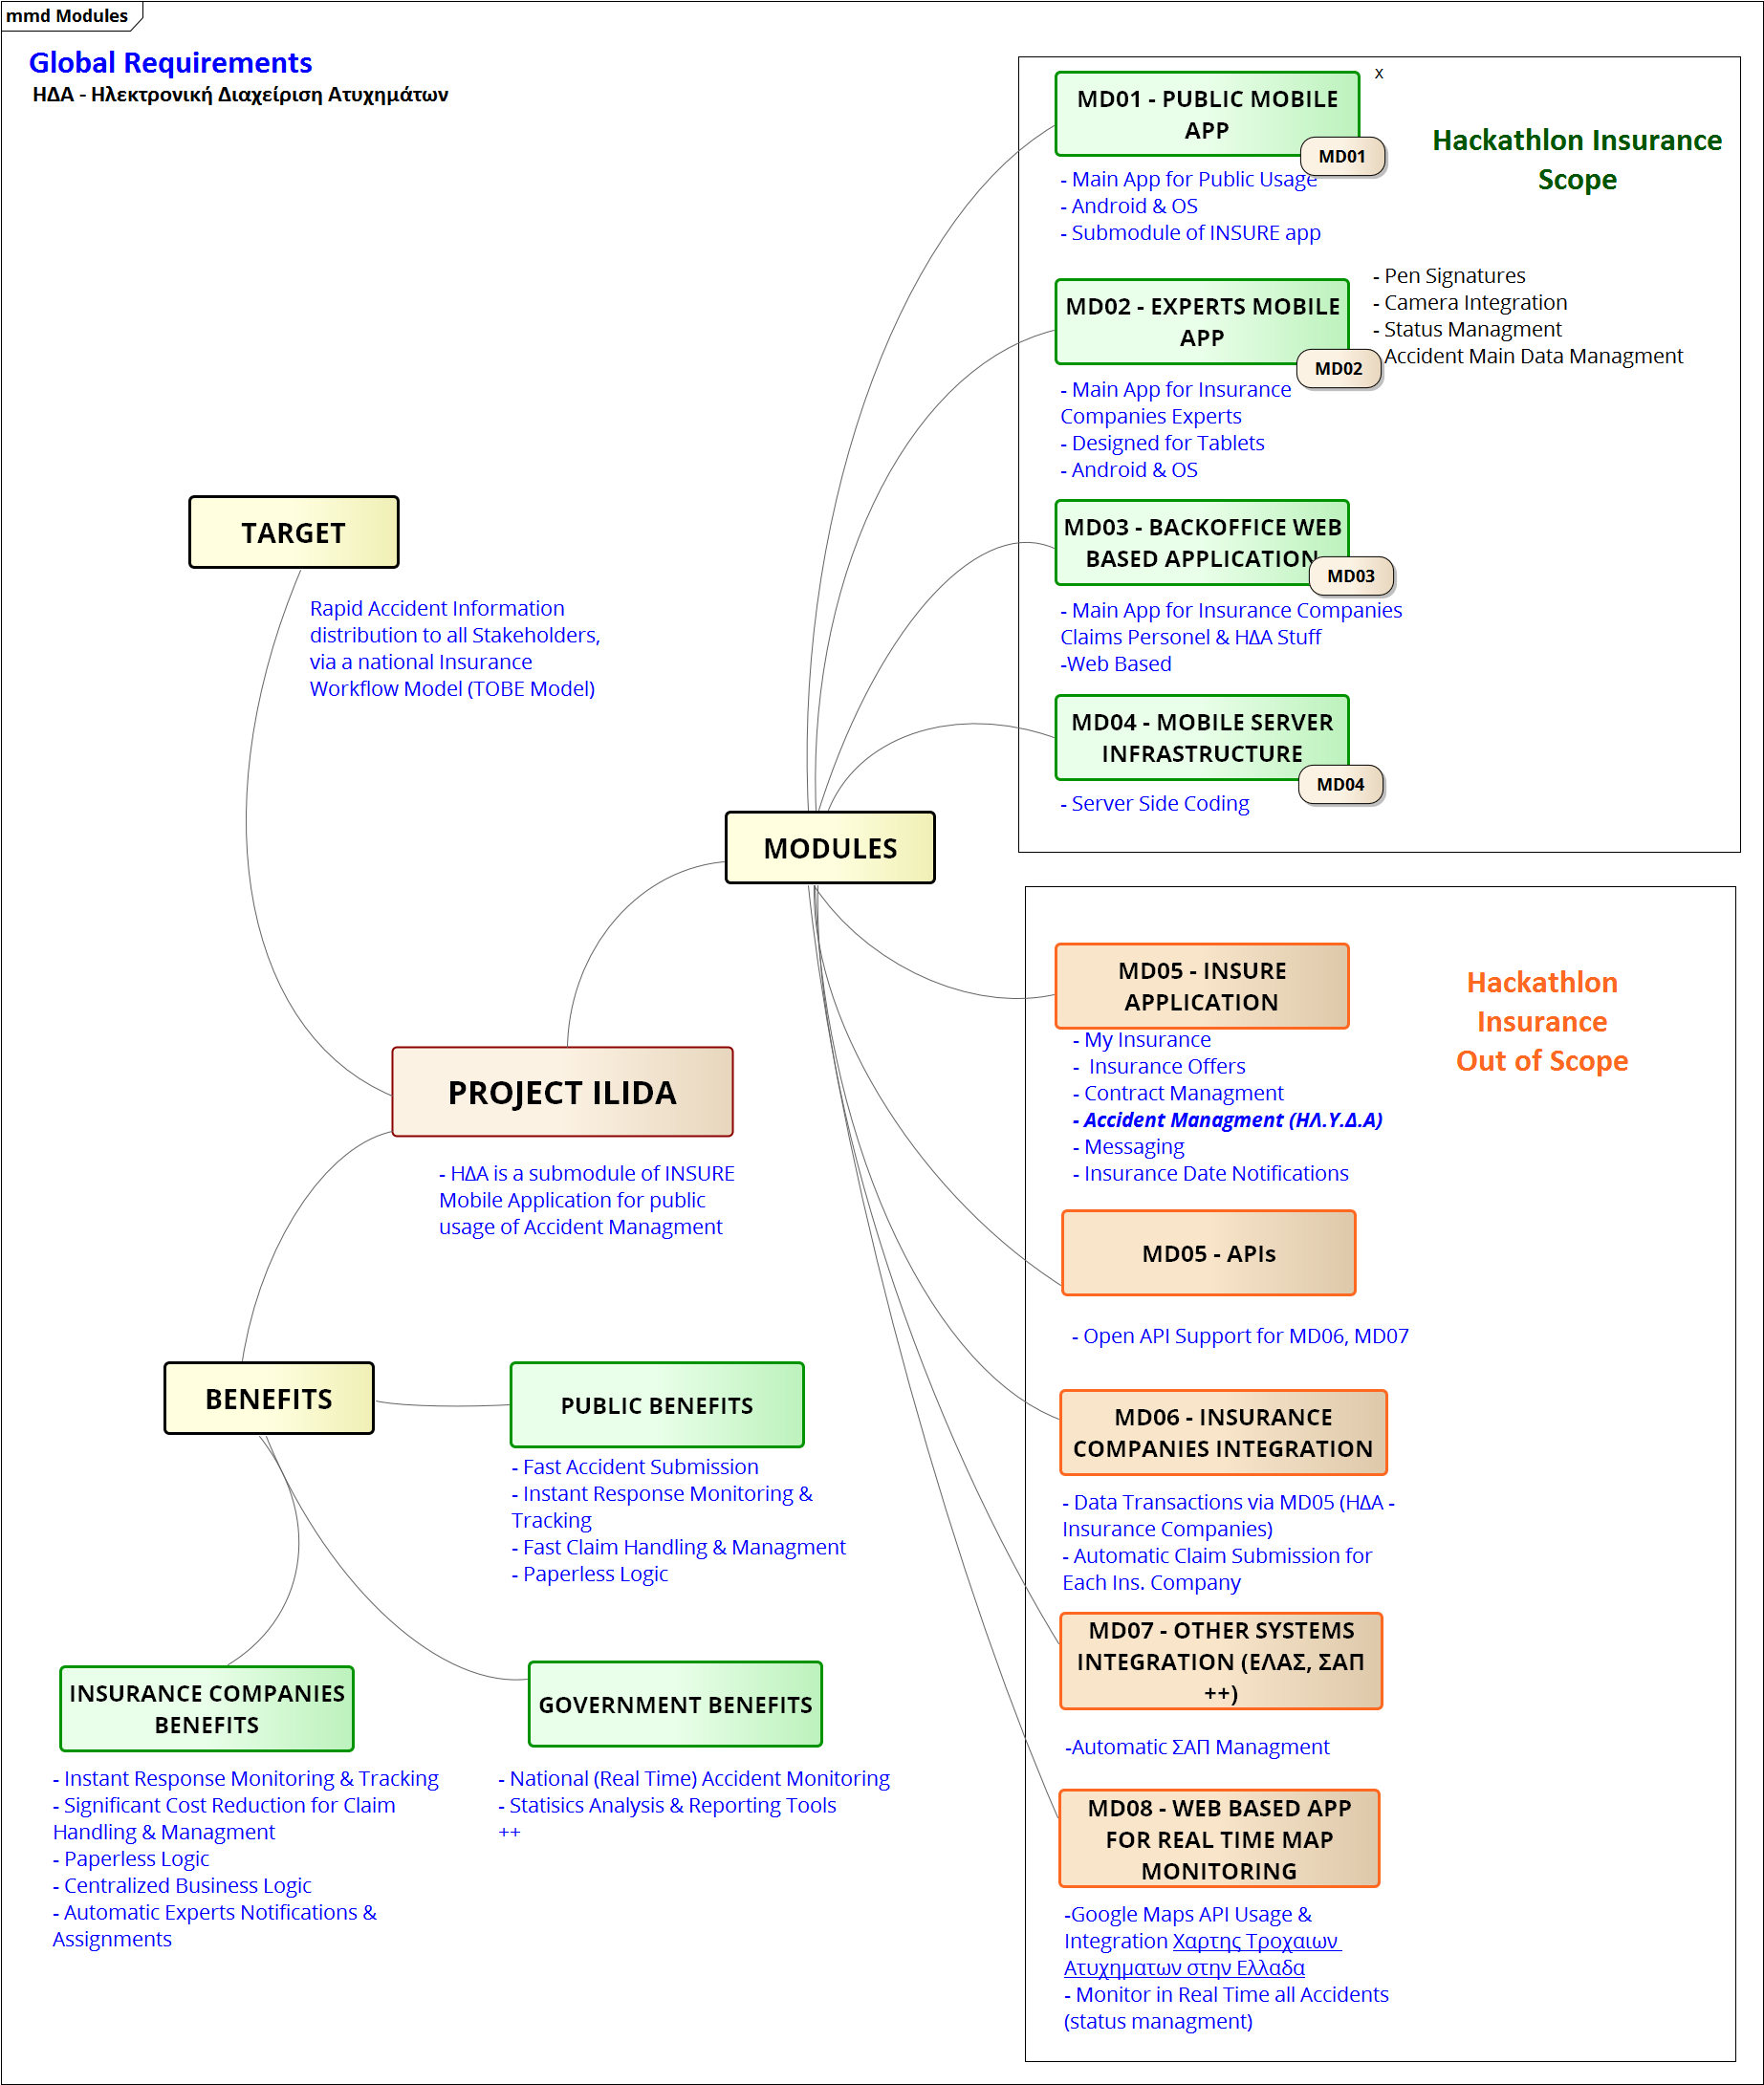 mmd Modules
Global Requirements
ΗΔΑ - Ηλεκτρονική Διαχείριση Ατυχημάτων
x
MD01 - PUBLIC MOBILE
APP
MD01
- Main App for Public Usage
- Android & OS
- Submodule of INSURE app
Hackathlon Insurance
Scope
MD02 - EXPERTS MOBILE
APP
MD02
- Pen Signatures
- Camera Integration
- Status Managment
Accident Main Data Managment
- Main App for Insurance
Companies Experts
- Designed for Tablets
- Android & OS
MD03 - BACKOFFICE WEB
BASED APPLICATION
MD03
- Main App for Insurance Companies
Claims Personel & ΗΔΑ Stuff
-Web Based
MD04 - MOBILE SERVER
INFRASTRUCTURE
MD04
- Server Side Coding
TARGET
Rapid Accident Information
distribution to all Stakeholders,
via a national Insurance
Workflow Model (TOBE Model)
MODULES
PROJECT ILIDA
- ΗΔΑ is a submodule of INSURE
Mobile Application for public
usage of Accident Managment
Hackathlon
Insurance
Out of Scope
MD05 - INSURE
APPLICATION
- My Insurance
-  Insurance Offers
- Contract Managment
- Accident Managment (ΗΛ.Υ.Δ.Α)
- Messaging
- Insurance Date Notifications
MD05 - APIs
- Open API Support for MD06, MD07
MD06 - INSURANCE
COMPANIES INTEGRATION
- Data Transactions via MD05 (ΗΔΑ -
Insurance Companies)
- Automatic Claim Submission for
Each Ins. Company
MD07 - OTHER SYSTEMS
INTEGRATION (ΕΛΑΣ, ΣΑΠ
++)
-Automatic ΣΑΠ Managment
MD08 - WEB BASED APP
FOR REAL TIME MAP
MONITORING
-Google Maps API Usage &
Integration Χαρτης Τροχαιων
Ατυχηματων στην Ελλαδα
- Monitor in Real Time all Accidents
(status managment)
BENEFITS
PUBLIC BENEFITS
- Fast Accident Submission
- Instant Response Monitoring &
Tracking
- Fast Claim Handling & Managment
- Paperless Logic
INSURANCE COMPANIES
BENEFITS
- Instant Response Monitoring & Tracking
- Significant Cost Reduction for Claim
Handling & Managment
- Paperless Logic
- Centralized Business Logic
- Automatic Experts Notifications &
Assignments
GOVERNMENT BENEFITS
- National (Real Time) Accident Monitoring
- Statisics Analysis & Reporting Tools
++